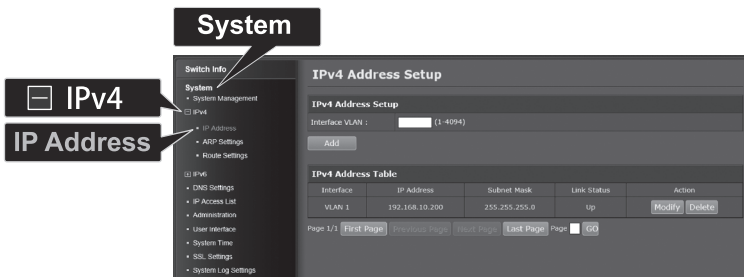 System
IPv4
IP Address
Switch Info
System
System Management
IPv4
IP Address
ARP Settings
Route Settings
IPv6
DNS Settings
IP Access List
Administration
User Interface
System Time
SSL Settings
System Log Settings
IPv4 Address Setup
IPv4 Address Setup
Interface VLAN : (1-4094)
Add
IPv4 Address Table
Interface IP Address Subnet Mask Link Status Action
VLAN 1 192.168.10.200 255.255.255.0 Up Modify Delete
Page 1/1 First Page Previous Page Next Page Last Page Page GO